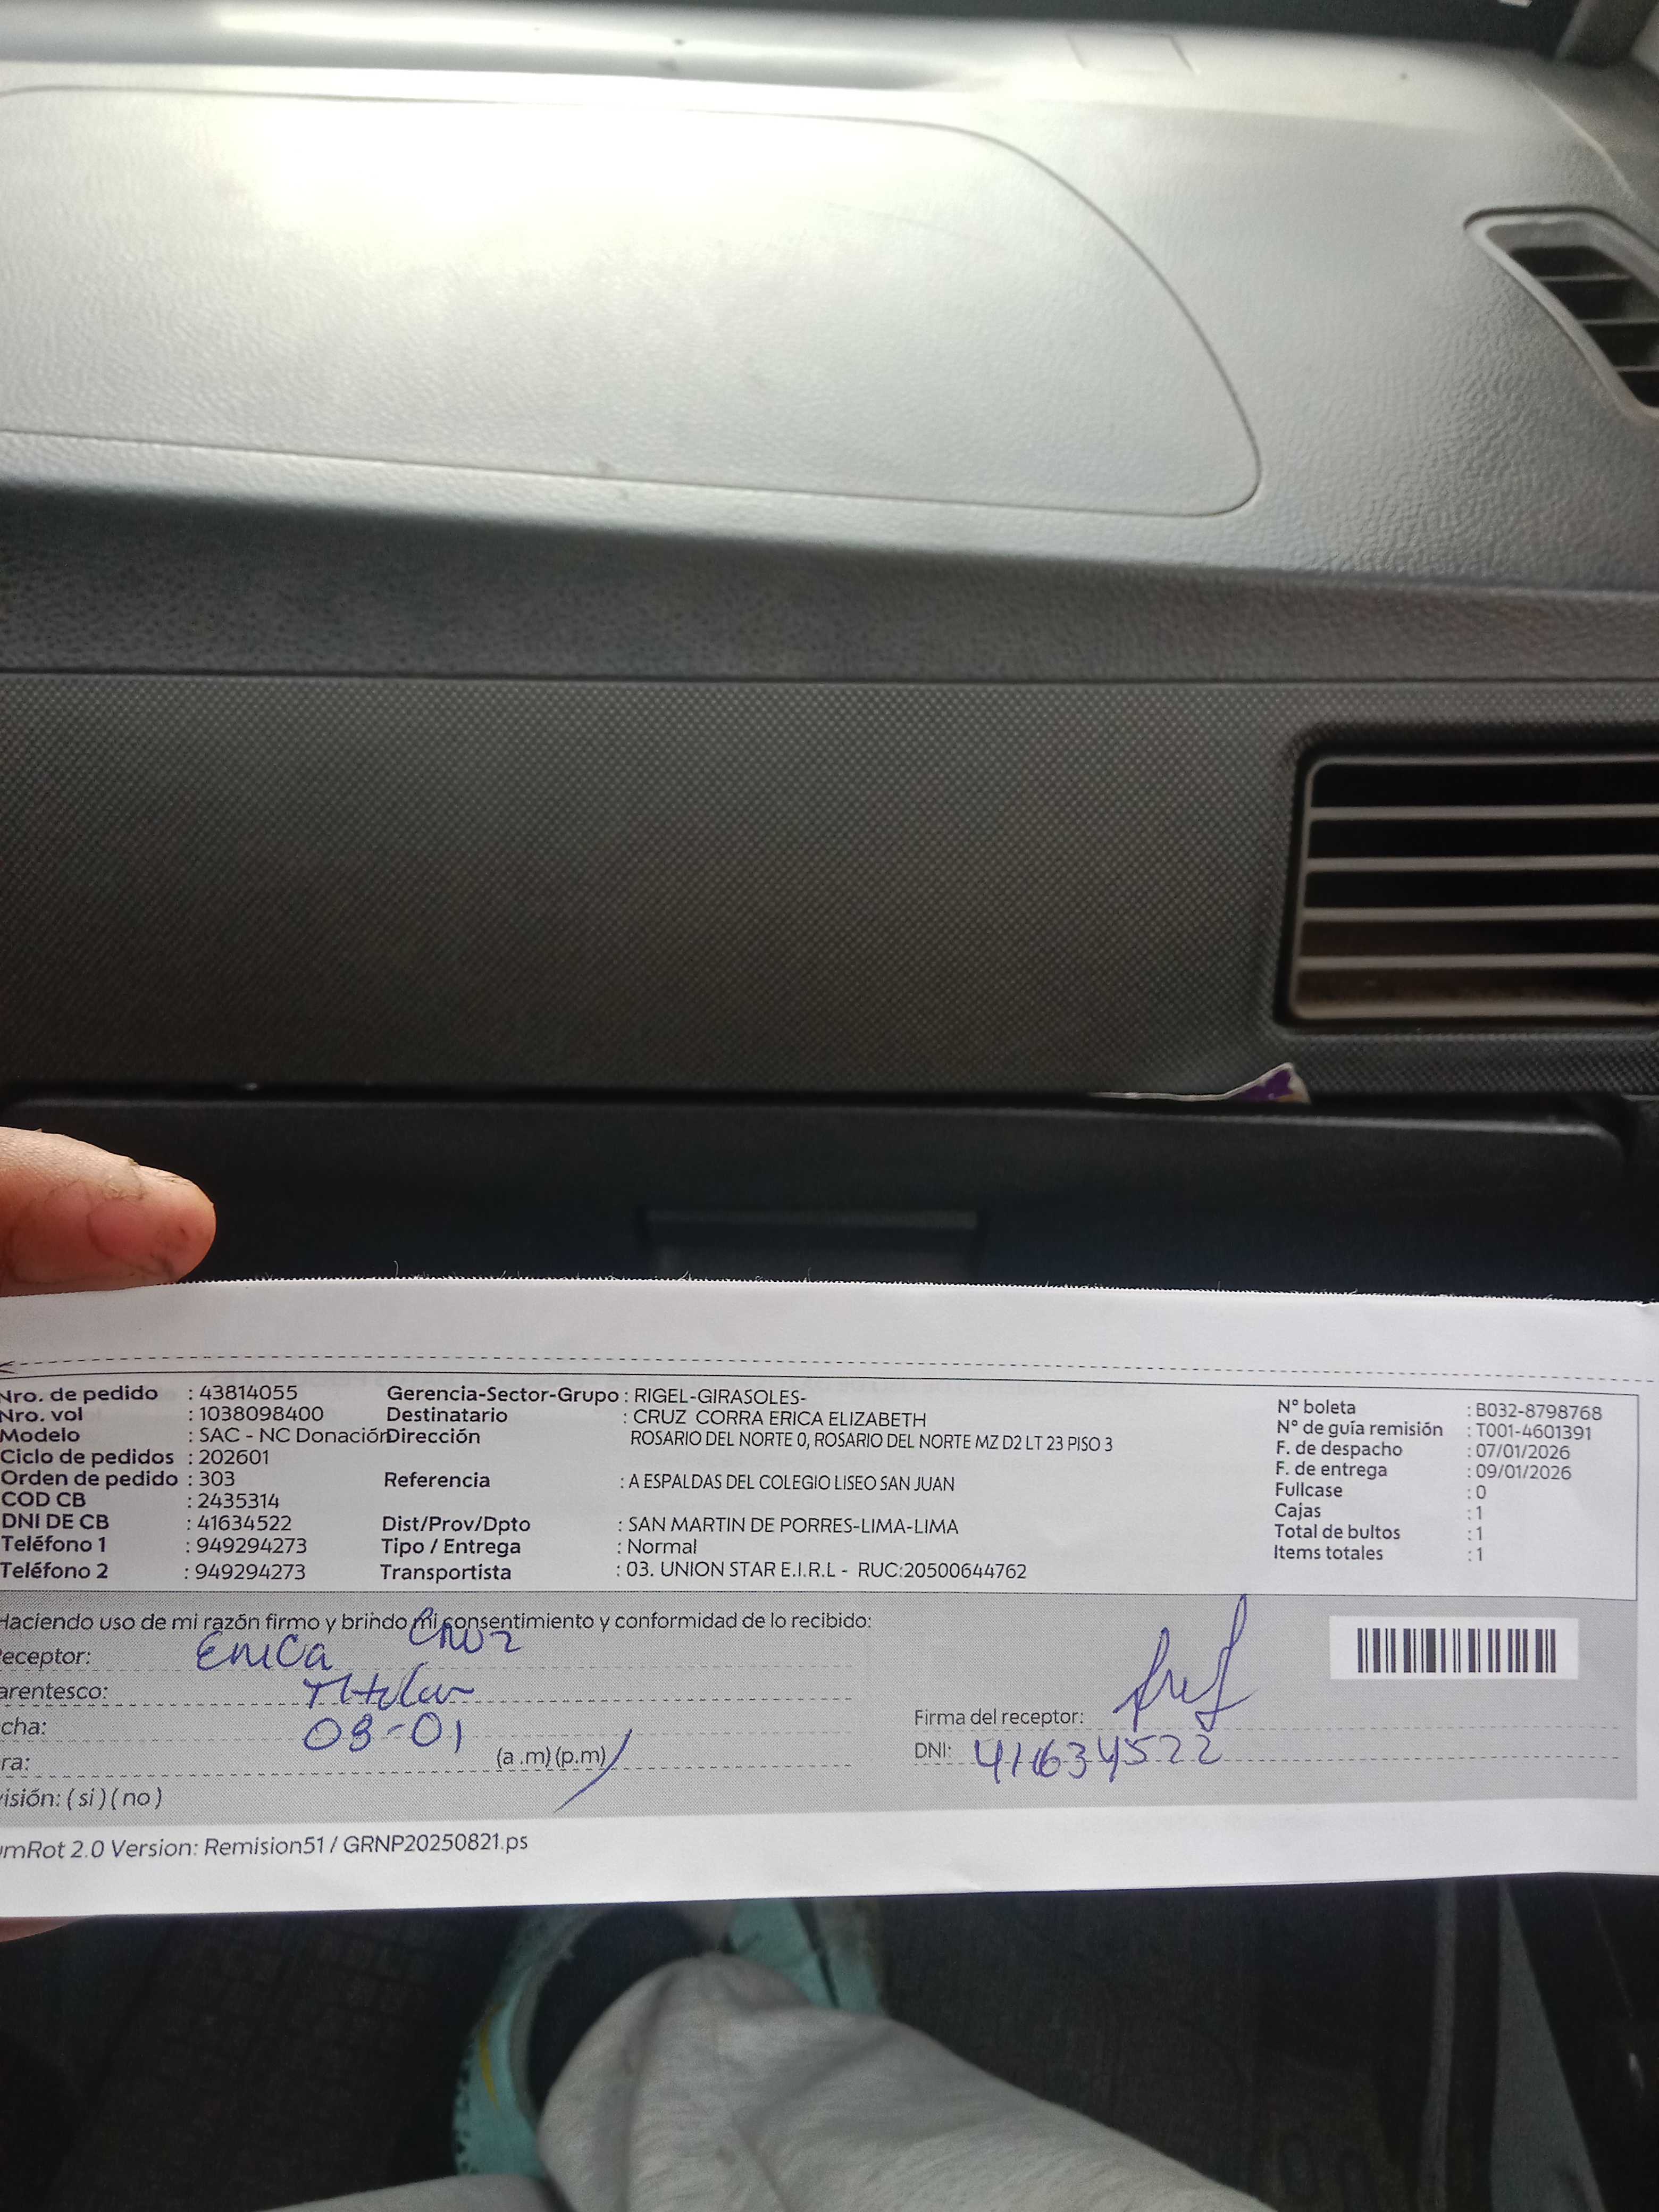 Nro. de pedido : 43814055 Gerencia-Sector-Grupo : RIGEL-GIRASOLES- N° boleta : B032-8798768
Nro. vol : 1038098400 Destinatario : CRUZ CORRA ERICA ELIZABETH N° de guía remisión : T001-4601391
Modelo : SAC - NC Donación Dirección ROSARIO DEL NORTE 0, ROSARIO DEL NORTE MZ D2 LT 23 PISO 3 F. de despacho : 07/01/2026
Ciclo de pedidos : 202601 F. de entrega : 09/01/2026
Orden de pedido : 303 Referencia : A ESPALDAS DEL COLEGIO LISEO SAN JUAN Fullcase : 0
COD CB : 2435314 Cajas : 1
DNI DE CB : 41634522 Dist/Prov/Dpto : SAN MARTIN DE PORRES-LIMA-LIMA Total de bultos : 1
Teléfono 1 : 949294273 Tipo / Entrega : Normal Items totales : 1
Teléfono 2 : 949294273 Transportista : 03. UNION STAR E.I.R.L - RUC:20500644762
Haciendo uso de mi razón firmo y brindo mi consentimiento y conformidad de lo recibido:
eceptor: Erica Cruz
arentesco: Titular
cha: 09-01 Firma del receptor:
ra: (a .m) (p.m) DNI: 41634522
isión: ( si ) ( no )
mRot 2.0 Version: Remision51 / GRNP20250821.ps